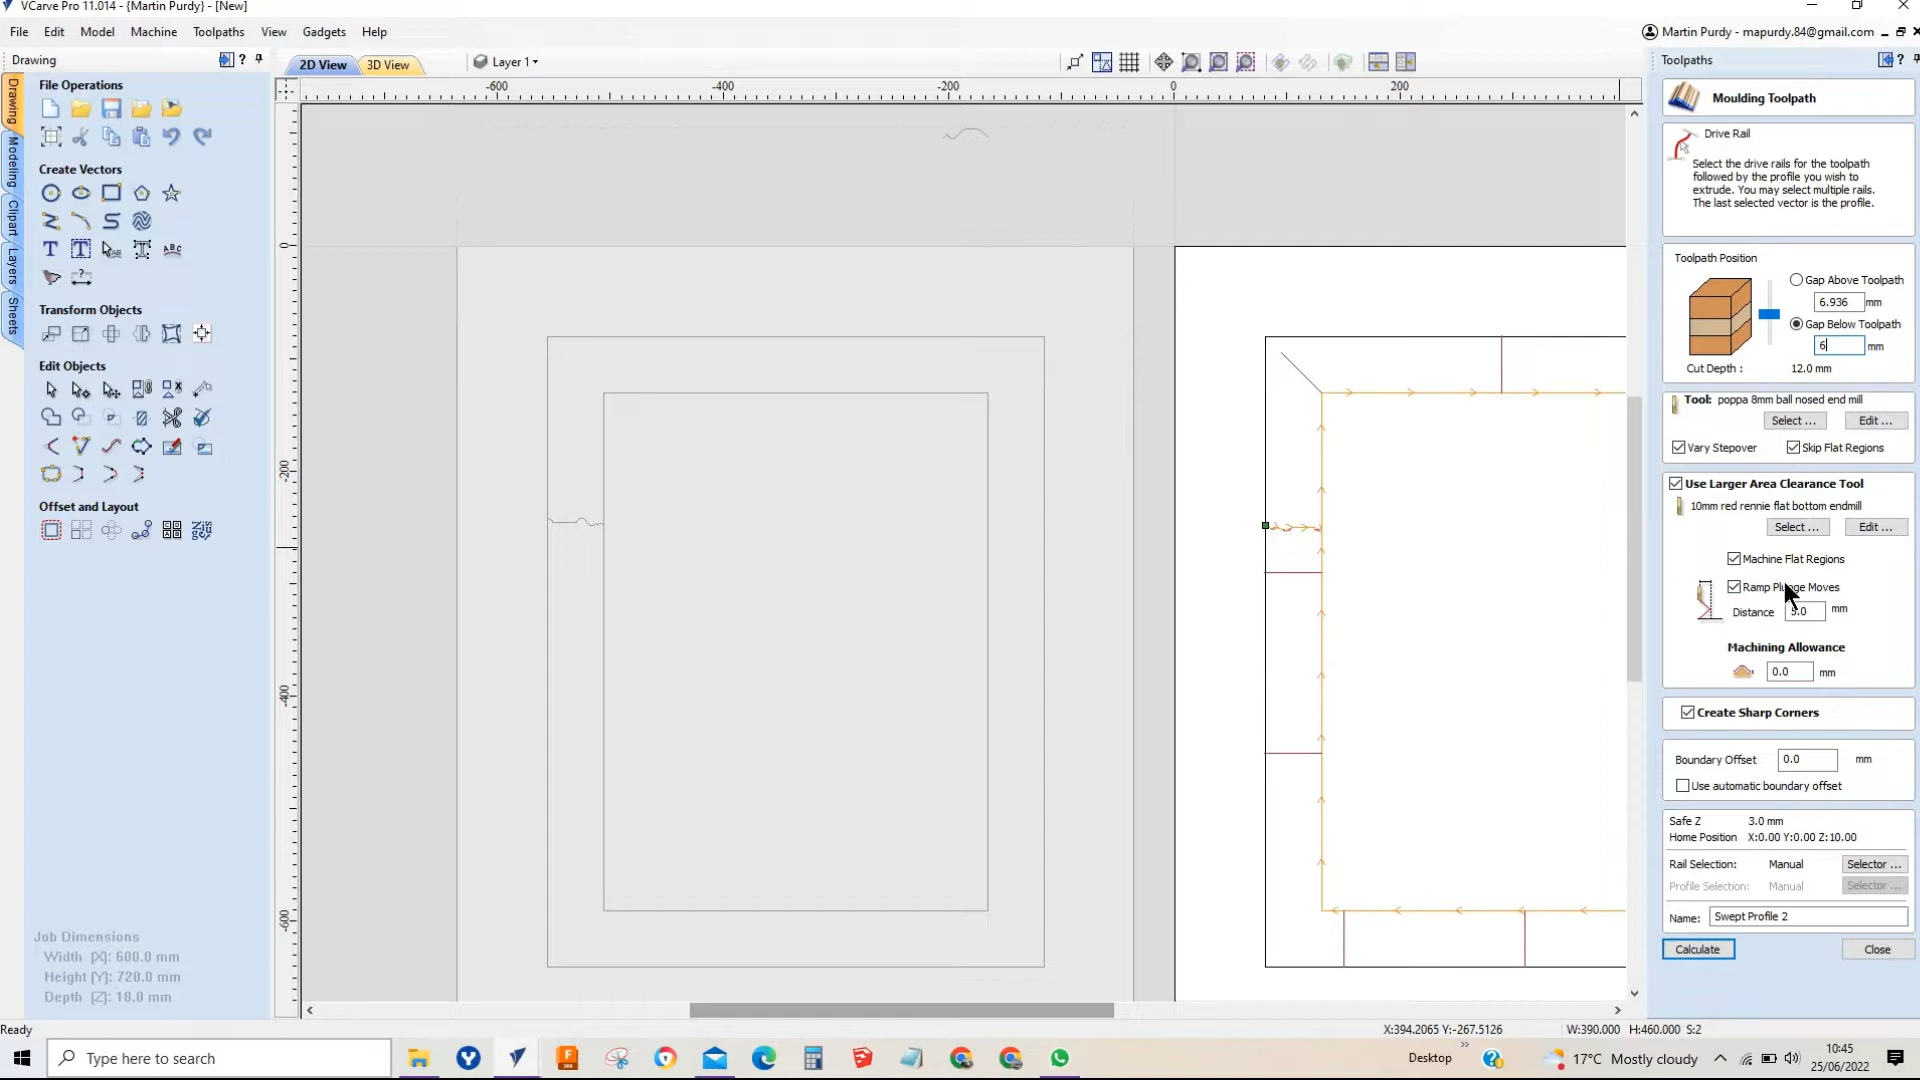 VCarve Pro 11.014 - {Martin Purdy} - [New]
File Edit Model Machine Toolpaths View Gadgets Help
Martin Purdy - mapurdy.84@gmail.com
Drawing
2D View
3D View
Layer 1
Toolpaths
Drawing
Modeling
Clipart
Layers
Sheets
File Operations
Create Vectors
Transform Objects
Edit Objects
Offset and Layout
Job Dimensions
Width [X]: 600.0 mm
Height [Y]: 720.0 mm
Depth [Z]: 18.0 mm
-600 -400 -200 0 200
0
-200
-400
-600
Moulding Toolpath
Drive Rail
Select the drive rails for the toolpath
followed by the profile you wish to
extrude. You may select multiple rails.
The last selected vector is the profile.
Toolpath Position
Gap Above Toolpath
6.936 mm
Gap Below Toolpath
6 mm
Cut Depth : 12.0 mm
Tool: poppa 8mm ball nosed end mill
Select ... Edit ...
Vary Stepover Skip Flat Regions
Use Larger Area Clearance Tool
10mm red rennie flat bottom endmill
Select ... Edit ...
Machine Flat Regions
Ramp Plunge Moves
Distance mm
Machining Allowance
0.0 mm
Create Sharp Corners
Boundary Offset 0.0 mm
Use automatic boundary offset
Safe Z 3.0 mm
Home Position X:0.00 Y:0.00 Z:10.00
Rail Selection: Manual Selector ...
Profile Selection: Manual Selector ...
Name: Swept Profile 2
Calculate Close
Ready
X:394.2065 Y:-267.5126 W:390.000 H:460.000 S:2
Type here to search
Desktop
17°C Mostly cloudy
10:45
25/06/2022